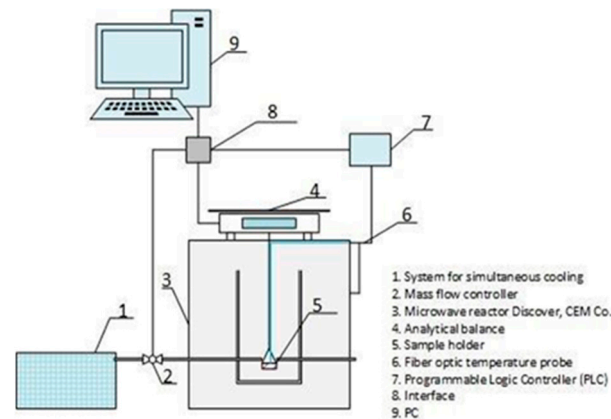 9
8
7
4
6
3
5
1
2
1. System for simultaneous cooling
2. Mass flow controller
3. Microwave reactor Discover, CEM Co.
4. Analytical balance
5. Sample holder
6. Fiber optic temperature probe
7. Programmable Logic Controller (PLC)
8. Interface
9. PC